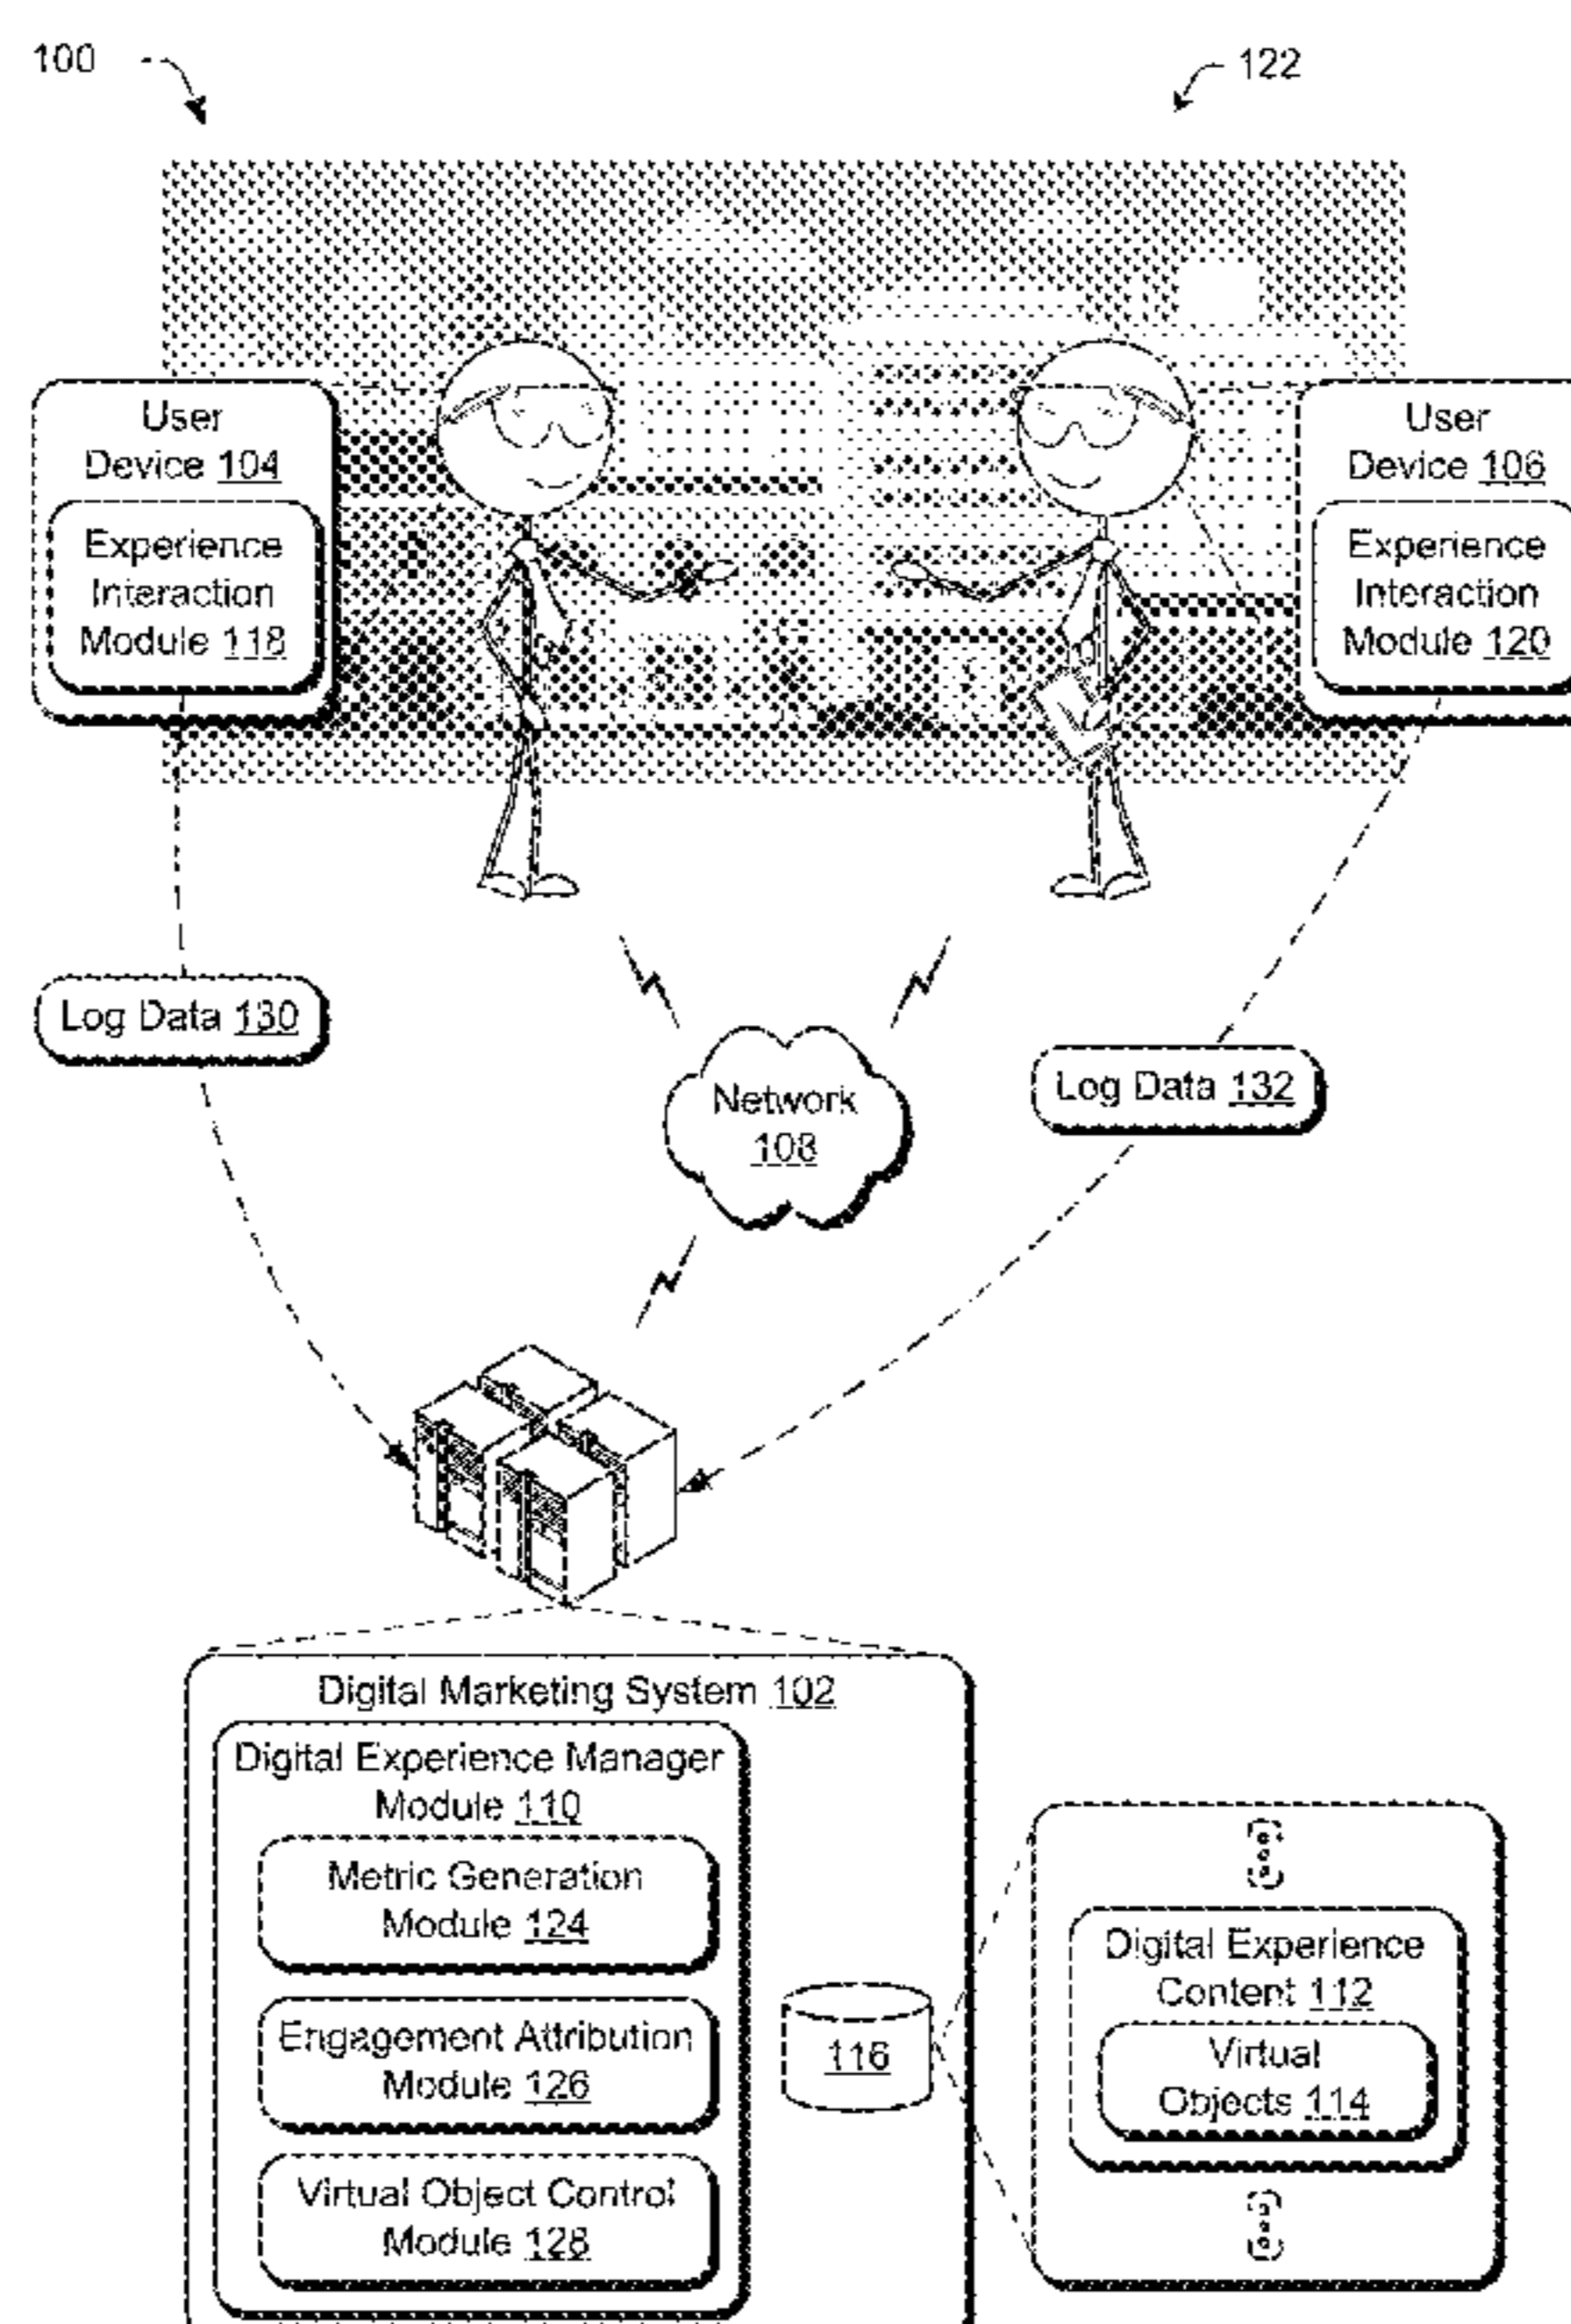 100
122
User
Device 104
Experience
Interaction
Module 118
User
Device 106
Experience
Interaction
Module 120
Log Data 130
Network
108
Log Data 132
Digital Marketing System 102
Digital Experience Manager
Module 110
Metric Generation
Module 124
Engagement Attribution
Module 126
Virtual Object Control
Module 128
116
Digital Experience
Content 112
Virtual
Objects 114